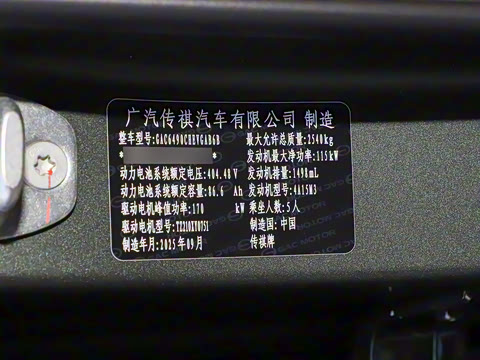 广汽传祺汽车有限公司 制造
整车型号:GAC6490CHEVGAB6B 最大允许总质量:2540kg
* * 发动机最大净功率:115kW
动力电池系统额定电压:404.48 V 发动机排量:1498mL
动力电池系统额定容量:80.6 Ah 发动机型号:4A15M3
驱动电机峰值功率:170 kW 乘坐人数:5人
驱动电机型号:TZ210XY0751 制造国:中国
制造年月:2025年09月 传祺牌
GAC MOTOR